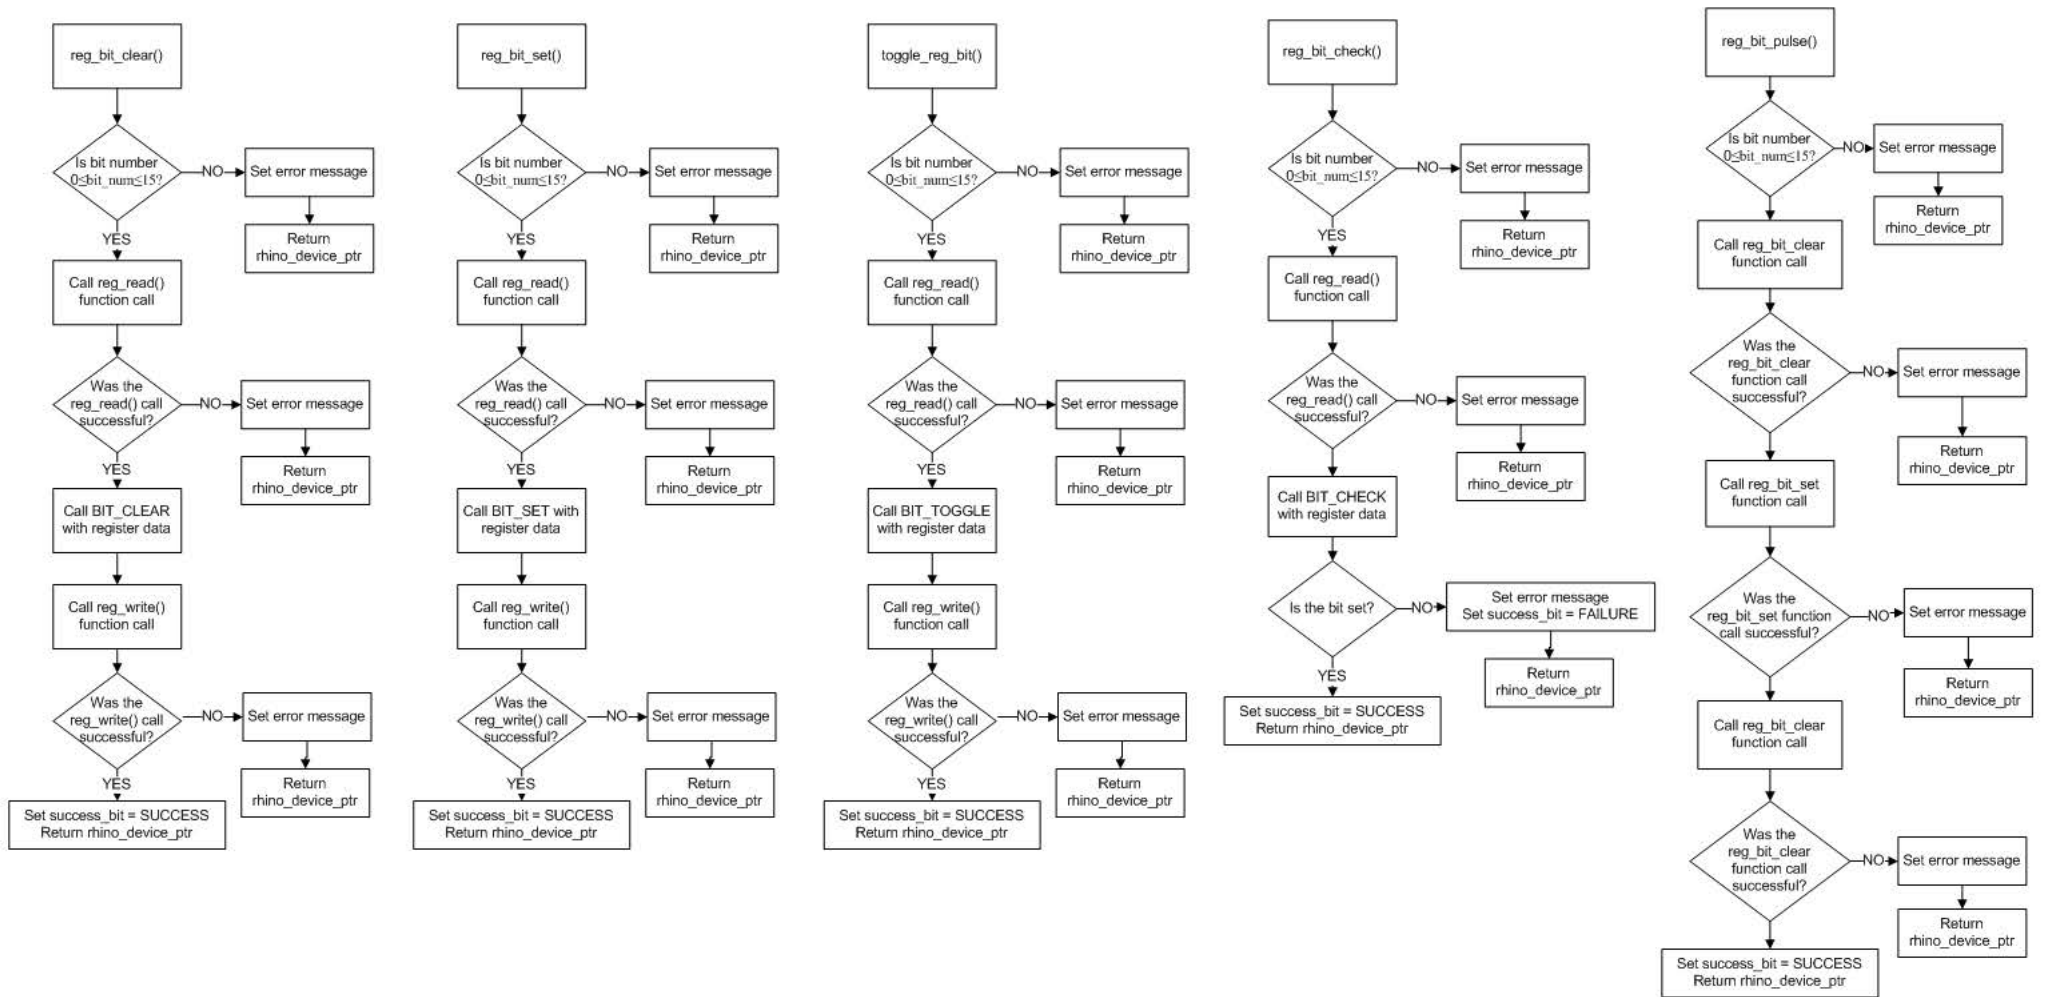 reg_bit_clear()
Is bit number
0≤bit_num≤15?
NO
Set error message
Return
rhino_device_ptr
YES
Call reg_read()
function call
Was the
reg_read() call
successful?
NO
Set error message
Return
rhino_device_ptr
YES
Call BIT_CLEAR
with register data
Call reg_write()
function call
Was the
reg_write() call
successful?
NO
Set error message
Return
rhino_device_ptr
YES
Set success_bit = SUCCESS
Return rhino_device_ptr
reg_bit_set()
Is bit number
0≤bit_num≤15?
NO
Set error message
Return
rhino_device_ptr
YES
Call reg_read()
function call
Was the
reg_read() call
successful?
NO
Set error message
Return
rhino_device_ptr
YES
Call BIT_SET with
register data
Call reg_write()
function call
Was the
reg_write() call
successful?
NO
Set error message
Return
rhino_device_ptr
YES
Set success_bit = SUCCESS
Return rhino_device_ptr
toggle_reg_bit()
Is bit number
0≤bit_num≤15?
NO
Set error message
Return
rhino_device_ptr
YES
Call reg_read()
function call
Was the
reg_read() call
successful?
NO
Set error message
Return
rhino_device_ptr
YES
Call BIT_TOGGLE
with register data
Call reg_write()
function call
Was the
reg_write() call
successful?
NO
Set error message
Return
rhino_device_ptr
YES
Set success_bit = SUCCESS
Return rhino_device_ptr
reg_bit_check()
Is bit number
0≤bit_num≤15?
NO
Set error message
Return
rhino_device_ptr
YES
Call reg_read()
function call
Was the
reg_read() call
successful?
NO
Set error message
Return
rhino_device_ptr
Call BIT_CHECK
with register data
Is the bit set?
NO
Set error message
Set success_bit = FAILURE
Return
rhino_device_ptr
YES
Set success_bit = SUCCESS
Return rhino_device_ptr
reg_bit_pulse()
Is bit number
0≤bit_num≤15?
NO
Set error message
Return
rhino_device_ptr
Call reg_bit_clear
function call
Was the
reg_bit_clear
function call
successful?
NO
Set error message
Return
rhino_device_ptr
Call reg_bit_set
function call
Was the
reg_bit_set function
call successful?
NO
Set error message
Return
rhino_device_ptr
Call reg_bit_clear
function call
Was the
reg_bit_clear
function call
successful?
NO
Set error message
Return
rhino_device_ptr
Set success_bit = SUCCESS
Return rhino_device_ptr